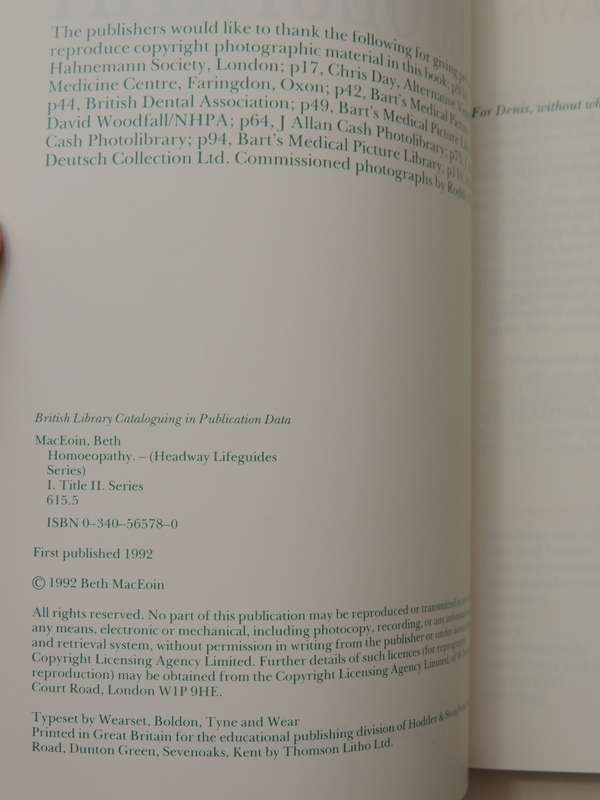 The publishers would like to thank the following for giving
reproduce copyright photographic material in this book:
Hahnemann Society, London; p17, Chris Day, Alternative
Medicine Centre, Faringdon, Oxon; p42, Bart's Medical
p44, British Dental Association; p49, Bart's Medical Picture
David Woodfall/NHPA; p64, J Allan Cash Photolibrary;
Cash Photolibrary; p94, Bart's Medical Picture Library;
Deutsch Collection Ltd. Commissioned photographs by
British Library Cataloguing in Publication Data
MacEoin, Beth
Homoeopathy. – (Headway Lifeguides
Series)
I. Title II. Series
615.5
ISBN 0–340–56578–0
First published 1992
© 1992 Beth MacEoin
All rights reserved. No part of this publication may be reproduced or transmitted
any means, electronic or mechanical, including photocopy, recording, or any
and retrieval system, without permission in writing from the publisher or under
Copyright Licensing Agency Limited. Further details of such licences (for
reproduction) may be obtained from the Copyright Licensing Agency Limited, of
Court Road, London W1P 9HE.
Typeset by Wearset, Boldon, Tyne and Wear
Printed in Great Britain for the educational publishing division of Hodder &
Road, Dunton Green, Sevenoaks, Kent by Thomson Litho Ltd.
For Denis, without